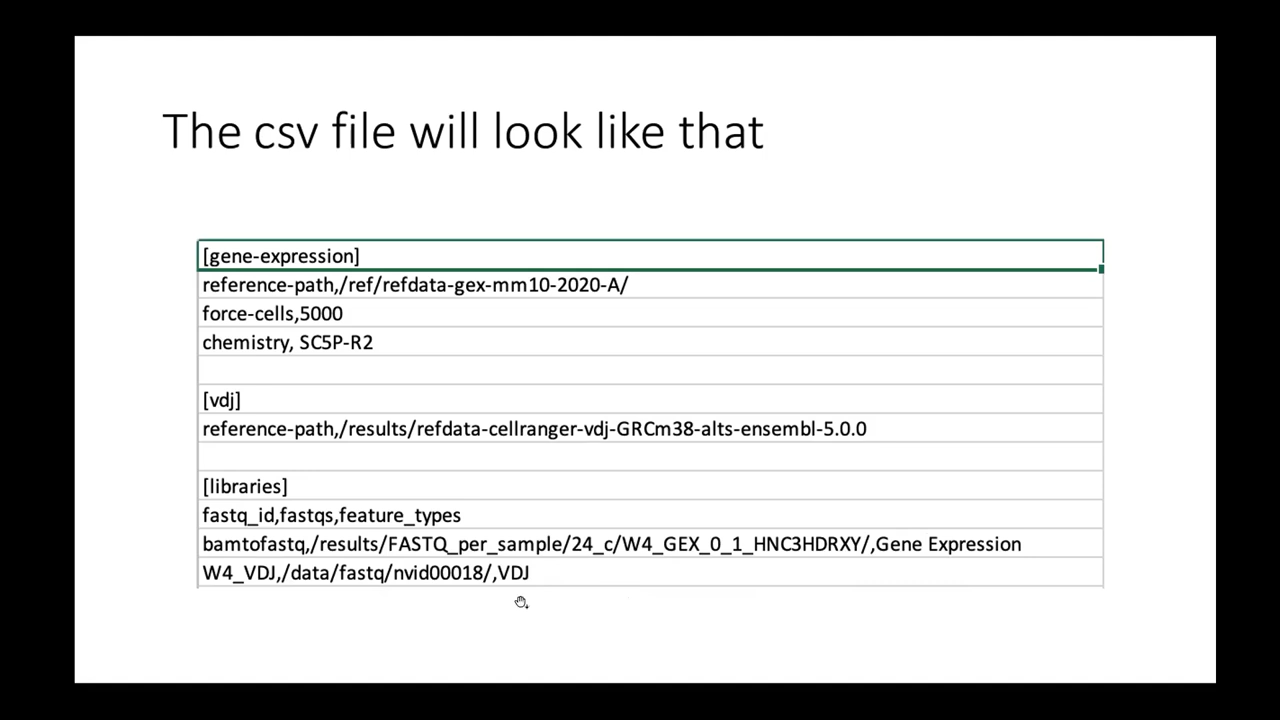 The csv file will look like that
[gene-expression]
reference-path,/ref/refdata-gex-mm10-2020-A/
force-cells,5000
chemistry, SC5P-R2
[vdj]
reference-path,/results/refdata-cellranger-vdj-GRCm38-alts-ensembl-5.0.0
[libraries]
fastq_id,fastqs,feature_types
bamtofastq,/results/FASTQ_per_sample/24_c/W4_GEX_0_1_HNC3HDRXY/,Gene Expression
W4_VDJ,/data/fastq/nvid00018/,VDJ